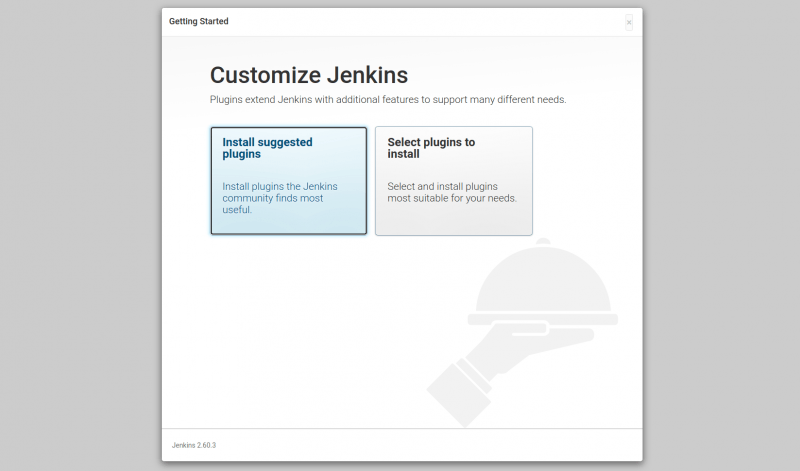 Getting Started
×
Customize Jenkins
Plugins extend Jenkins with additional features to support many different needs.
Install suggested
plugins
Install plugins the Jenkins
community finds most
useful.
Select plugins to
install
Select and install plugins
most suitable for your needs.
Jenkins 2.60.3